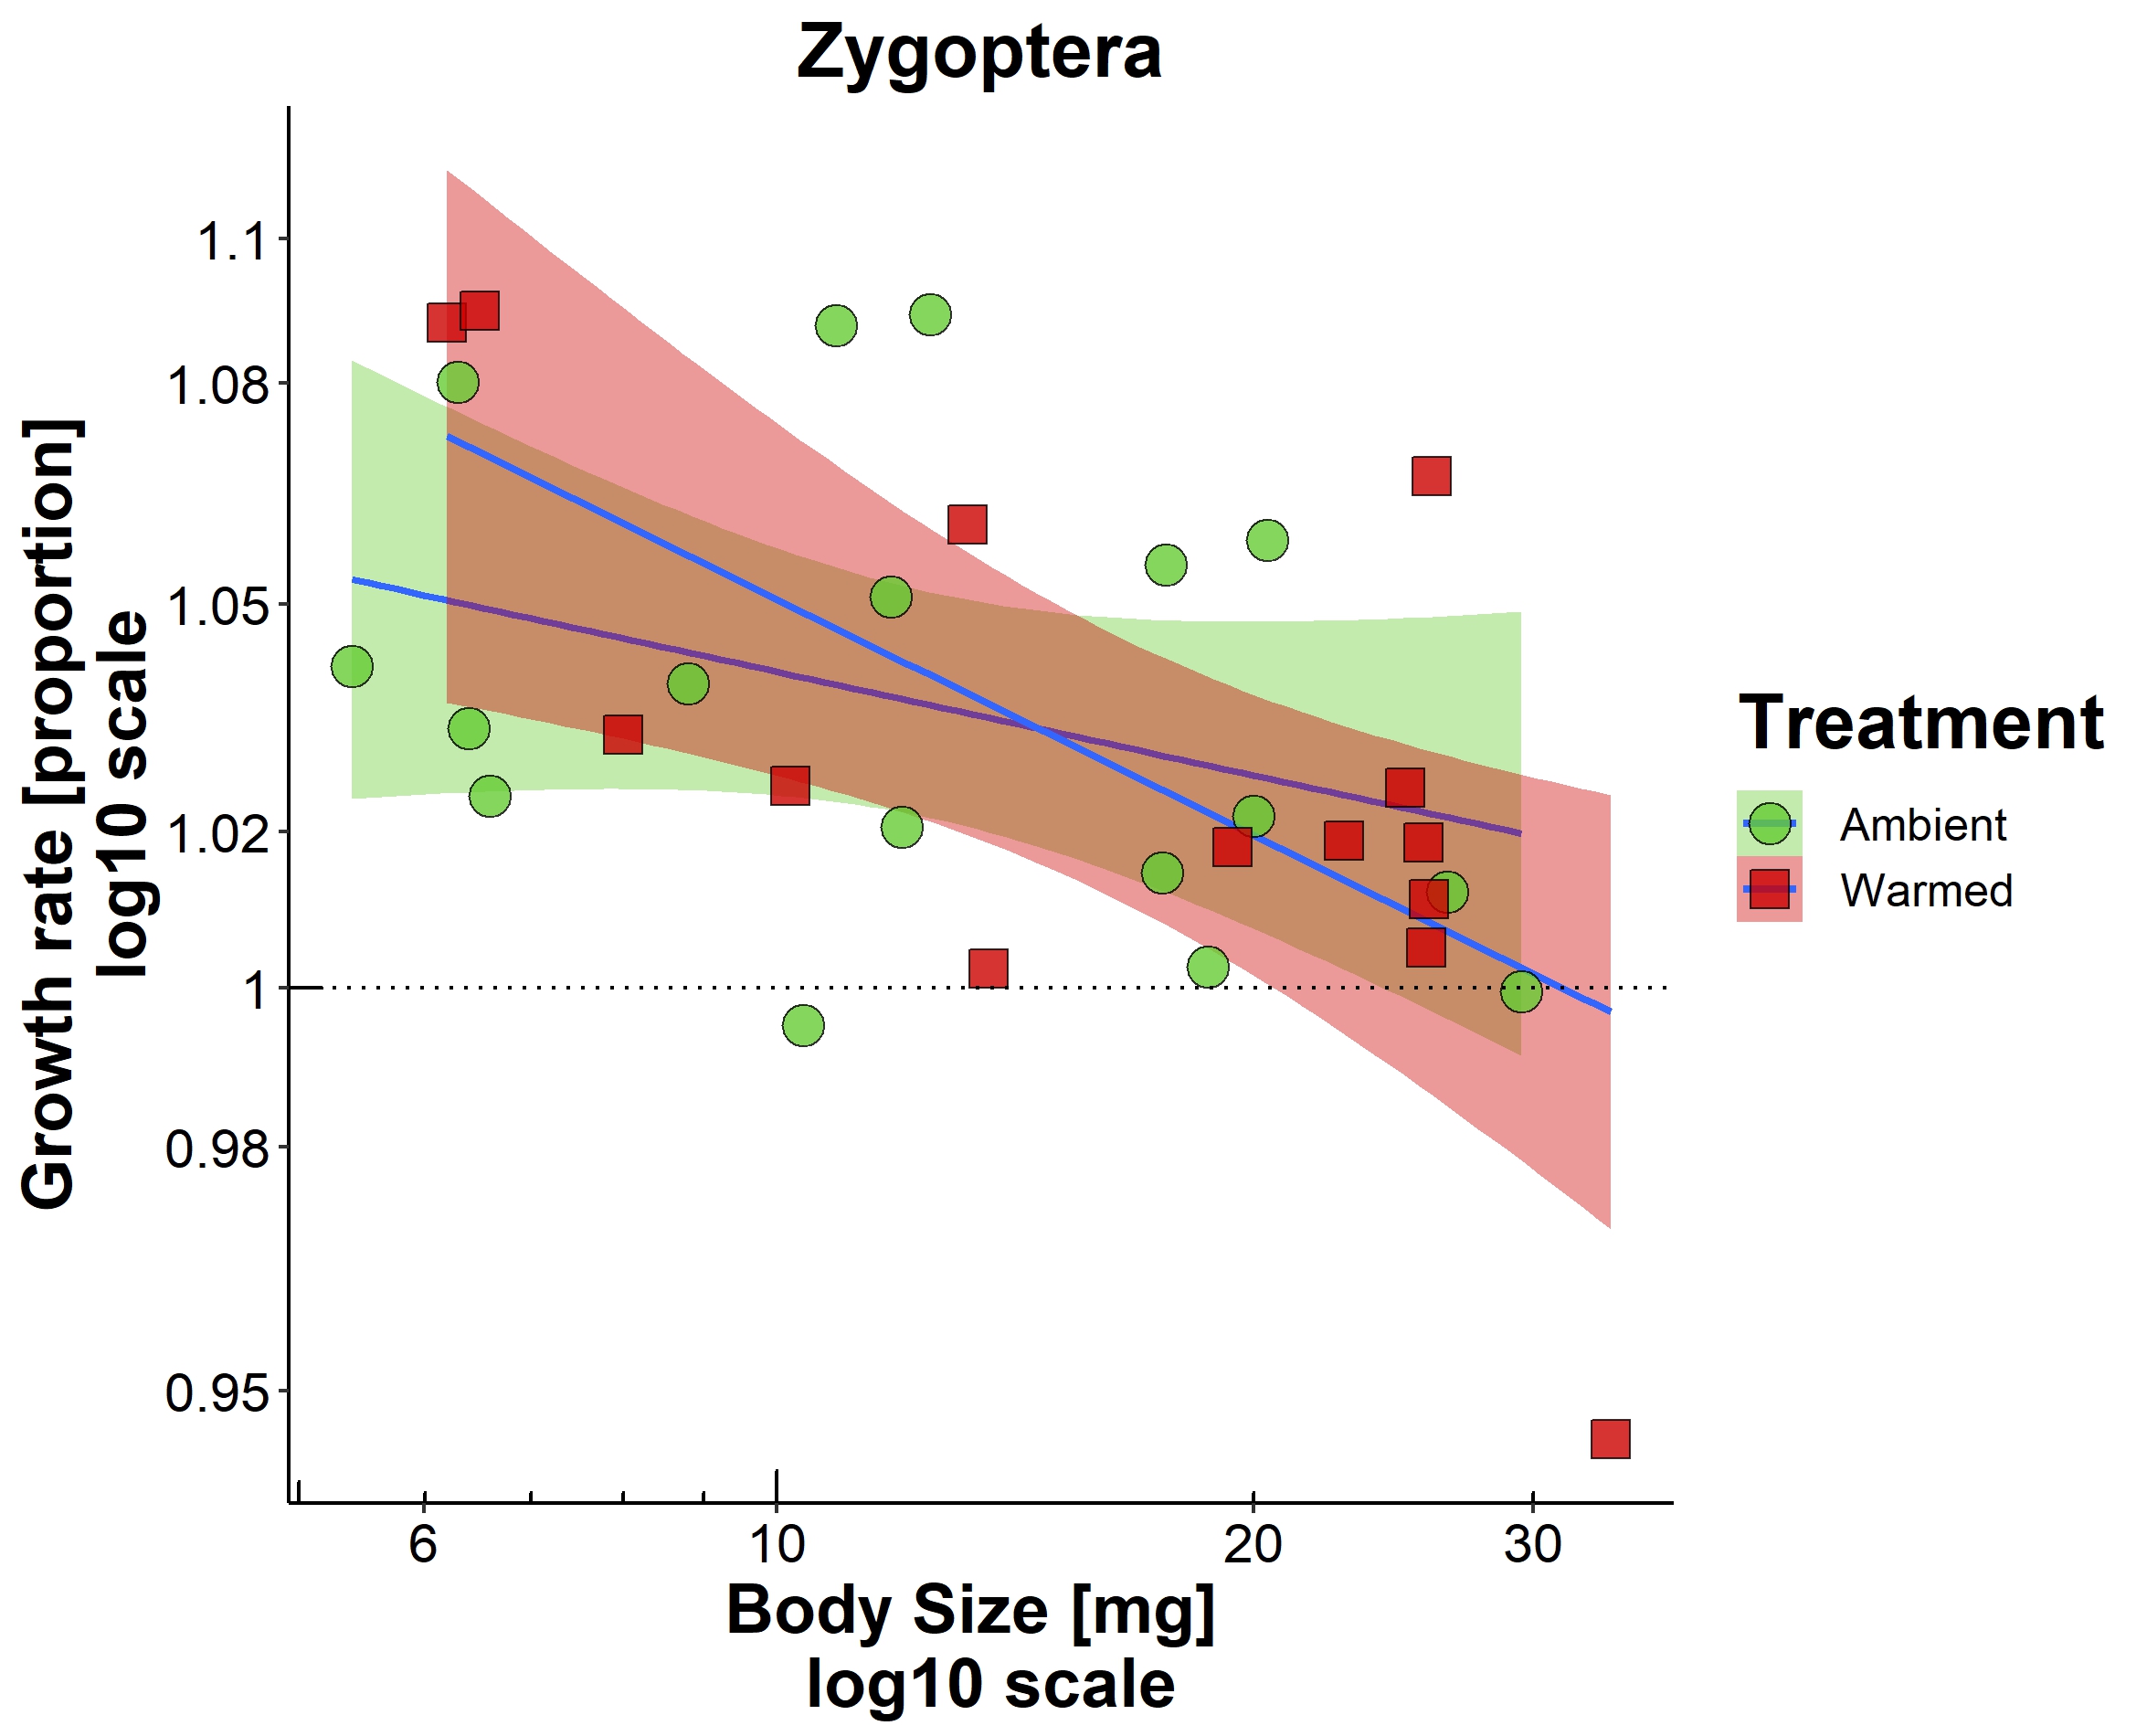 Zygoptera
Growth rate [proportion]
log10 scale
1.1
1.08
1.05
1.02
1
0.98
0.95
6
10
20
30
Body Size [mg]
log10 scale
Treatment
Ambient
Warmed